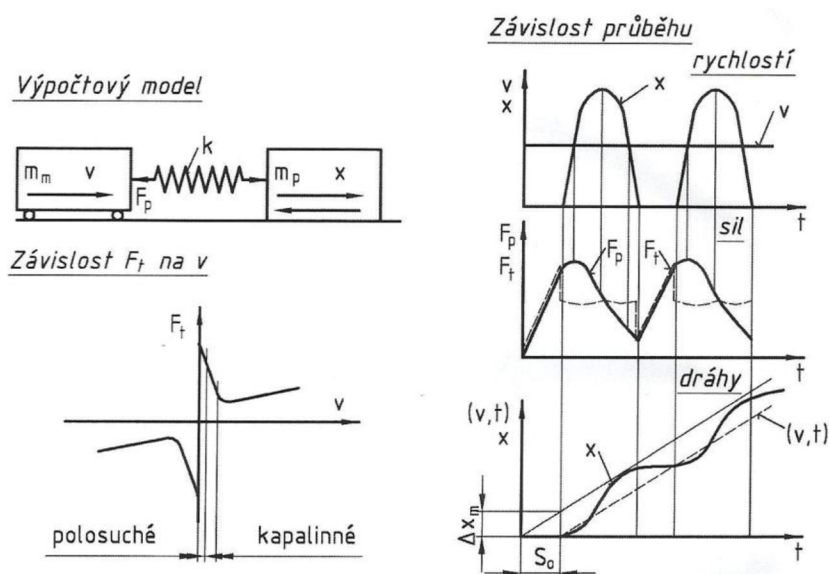 Výpočtový model
k
m_m v
F_p
m_p x
Závislost F_t na v
F_t
v
polosuché
kapalinné
Závislost průběhu
rychlostí
v
x
x
v
t
sil
F_p
F_t
F_p
F_t
t
dráhy
(v,t)
x
x
(v,t)
Δx_m
S_o
t